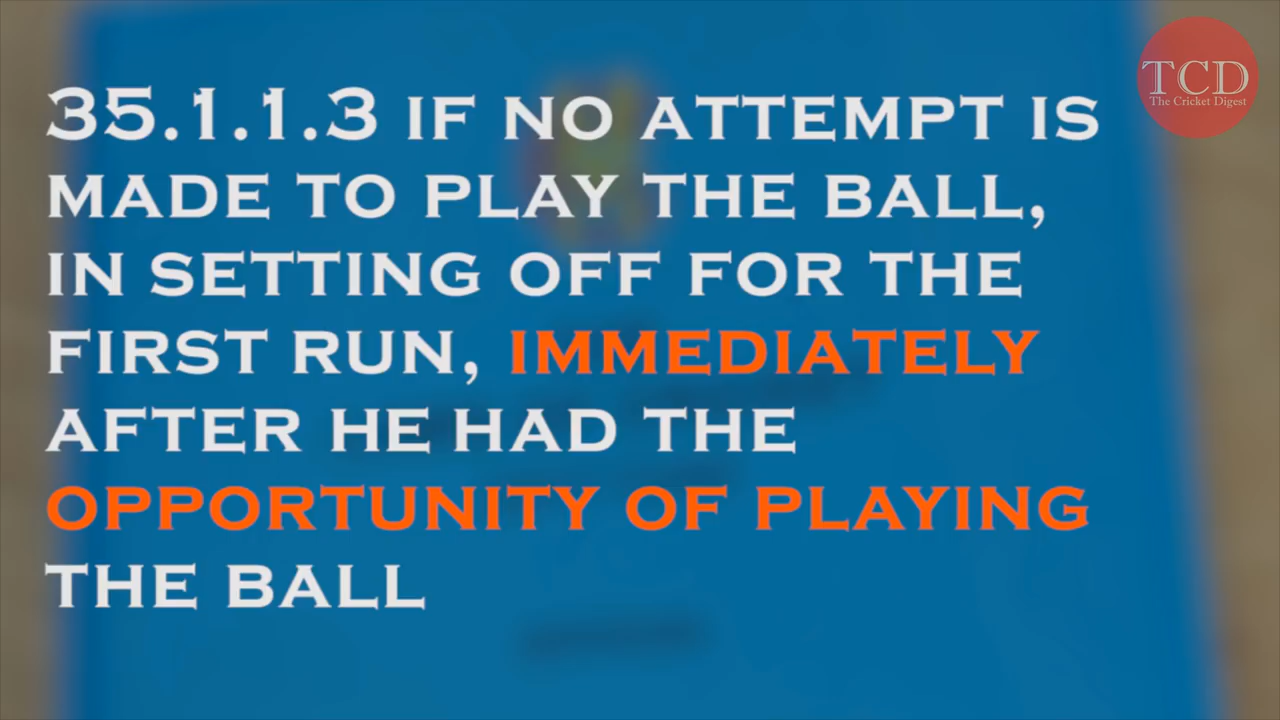 TCD
The Cricket Digest
35.1.1.3 IF NO ATTEMPT IS
MADE TO PLAY THE BALL,
IN SETTING OFF FOR THE
FIRST RUN, IMMEDIATELY
AFTER HE HAD THE
OPPORTUNITY OF PLAYING
THE BALL